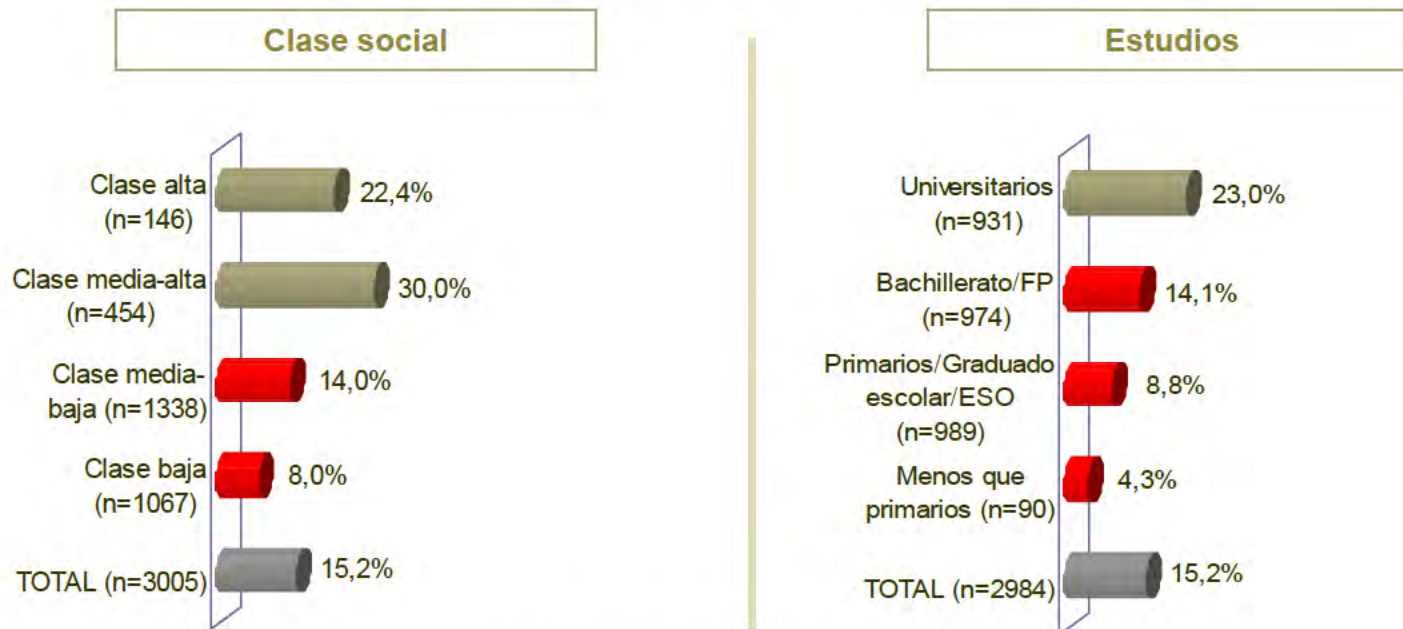 Clase social
Clase alta
(n=146)
22,4%
Clase media-alta
(n=454)
30,0%
Clase media-
baja (n=1338)
14,0%
Clase baja
(n=1067)
8,0%
TOTAL (n=3005)
15,2%
Estudios
Universitarios
(n=931)
23,0%
Bachillerato/FP
(n=974)
14,1%
Primarios/Graduado
escolar/ESO
(n=989)
8,8%
Menos que
primarios (n=90)
4,3%
TOTAL (n=2984)
15,2%